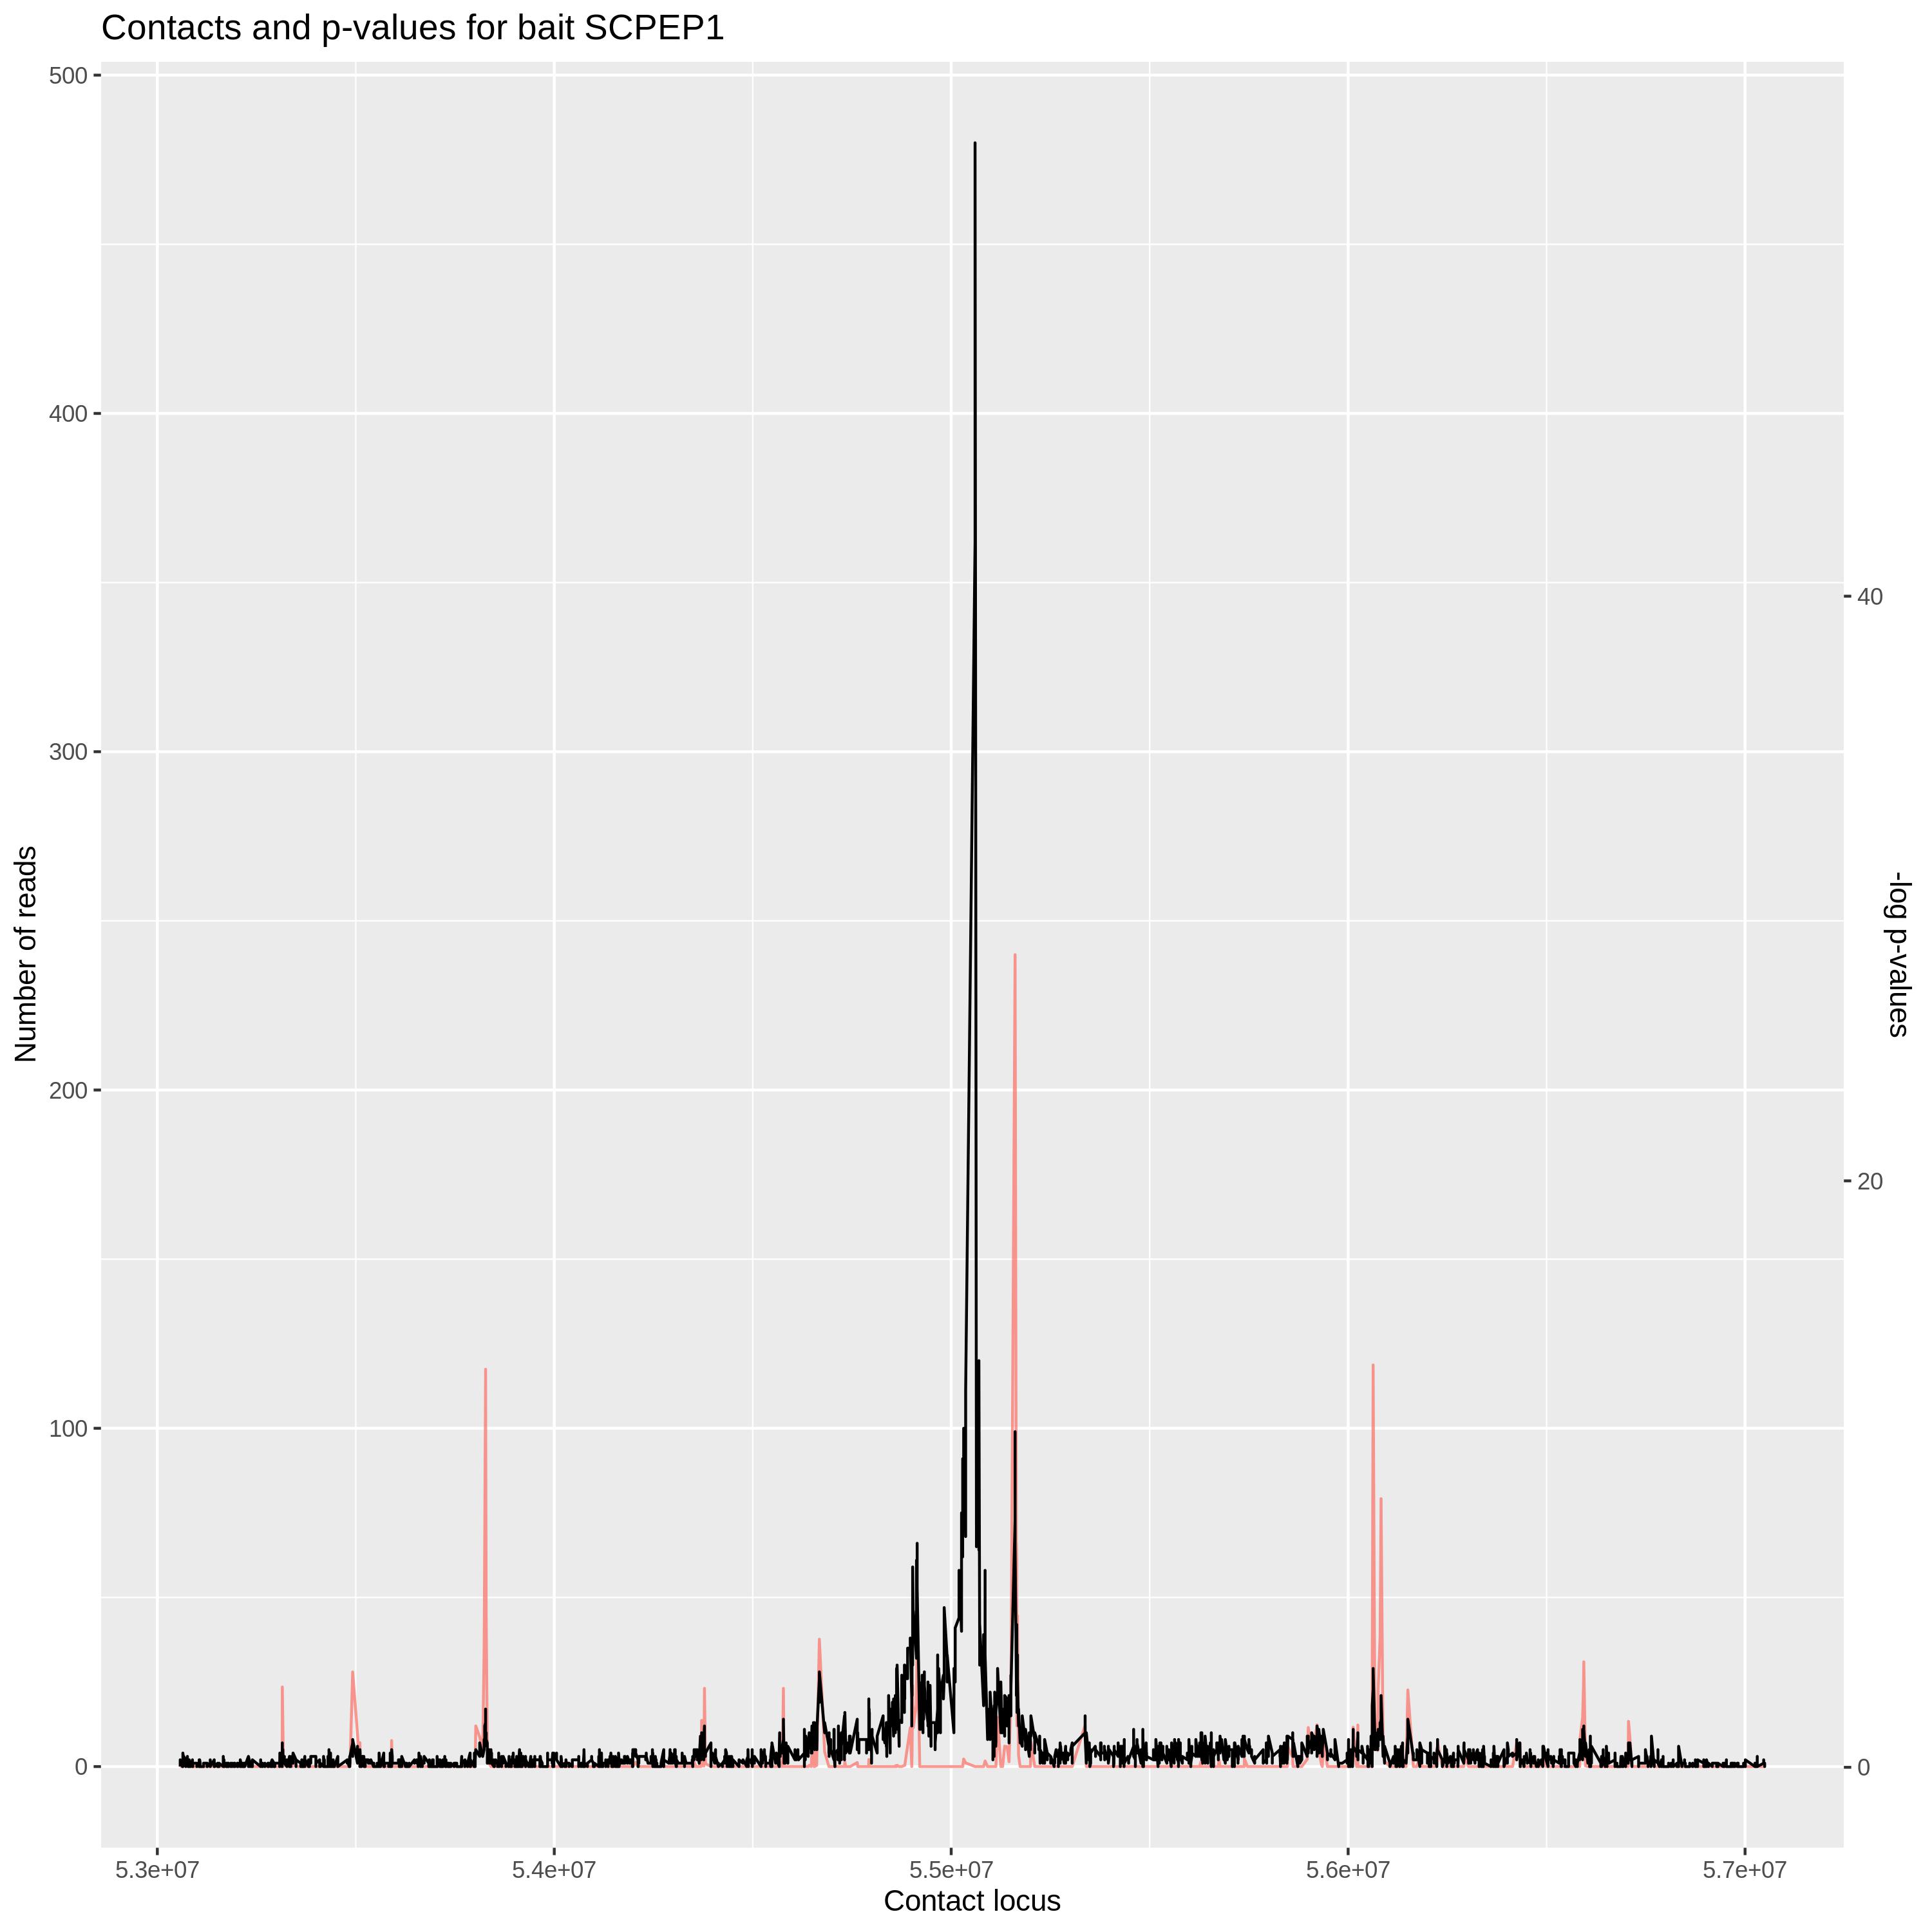 Contacts and p-values for bait SCPEP1
500
400
300
200
100
0
Number of reads
40
20
0
-log p-values
5.3e+07 5.4e+07 5.5e+07 5.6e+07 5.7e+07
Contact locus